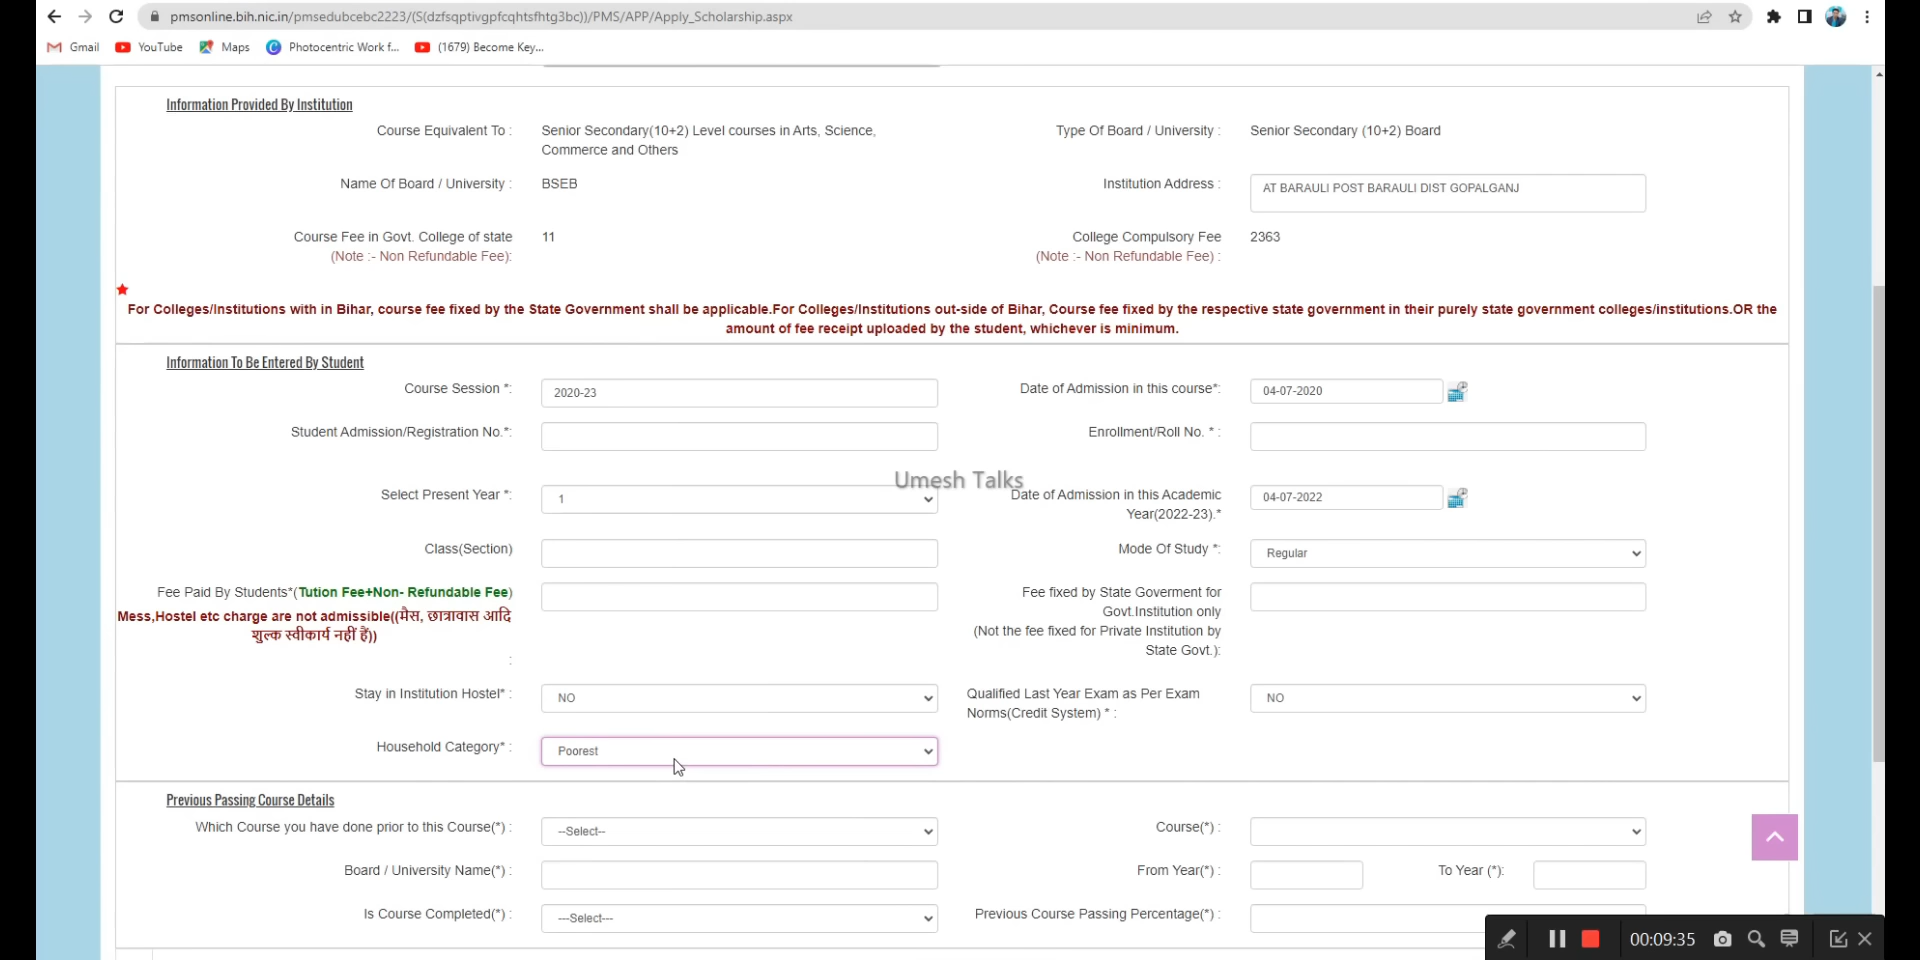 pmsonline.bih.nic.in/pmsedubcebc2223/(S(dzfsqptivgpfcqhtsfhtg3bc))/PMS/APP/Apply_Scholarship.aspx
Gmail YouTube Maps Photocentric Work f... (1679) Become Key...
Information Provided By Institution
Course Equivalent To : Senior Secondary(10+2) Level courses in Arts, Science, Type Of Board / University : Senior Secondary (10+2) Board
Commerce and Others
Name Of Board / University : BSEB Institution Address : AT BARAULI POST BARAULI DIST GOPALGANJ
Course Fee in Govt. College of state 11 College Compulsory Fee 2363
(Note :- Non Refundable Fee): (Note :- Non Refundable Fee) :
For Colleges/Institutions with in Bihar, course fee fixed by the State Government shall be applicable.For Colleges/Institutions out-side of Bihar, Course fee fixed by the respective state government in their purely state government colleges/institutions.OR the
amount of fee receipt uploaded by the student, whichever is minimum.
Information To Be Entered By Student
Course Session *: 2020-23 Date of Admission in this course*: 04-07-2020
Student Admission/Registration No.*: Enrollment/Roll No. * :
Umesh Talks
Select Present Year *: 1 Date of Admission in this Academic 04-07-2022
Year(2022-23).*
Class(Section) Mode Of Study *: Regular
Fee Paid By Students*(Tution Fee+Non- Refundable Fee) Fee fixed by State Goverment for
Mess,Hostel etc charge are not admissible((मैस, छात्रावास आदि Govt.Institution only
शुल्क स्वीकार्य नहीं हैं)) (Not the fee fixed for Private Institution by
: State Govt.):
Stay in Institution Hostel* : NO Qualified Last Year Exam as Per Exam NO
Norms(Credit System) * :
Household Category* : Poorest
Previous Passing Course Details
Which Course you have done prior to this Course(*) : --Select-- Course(*) :
Board / University Name(*) : From Year(*) : To Year (*):
Is Course Completed(*) : ---Select--- Previous Course Passing Percentage(*) :
00:09:35